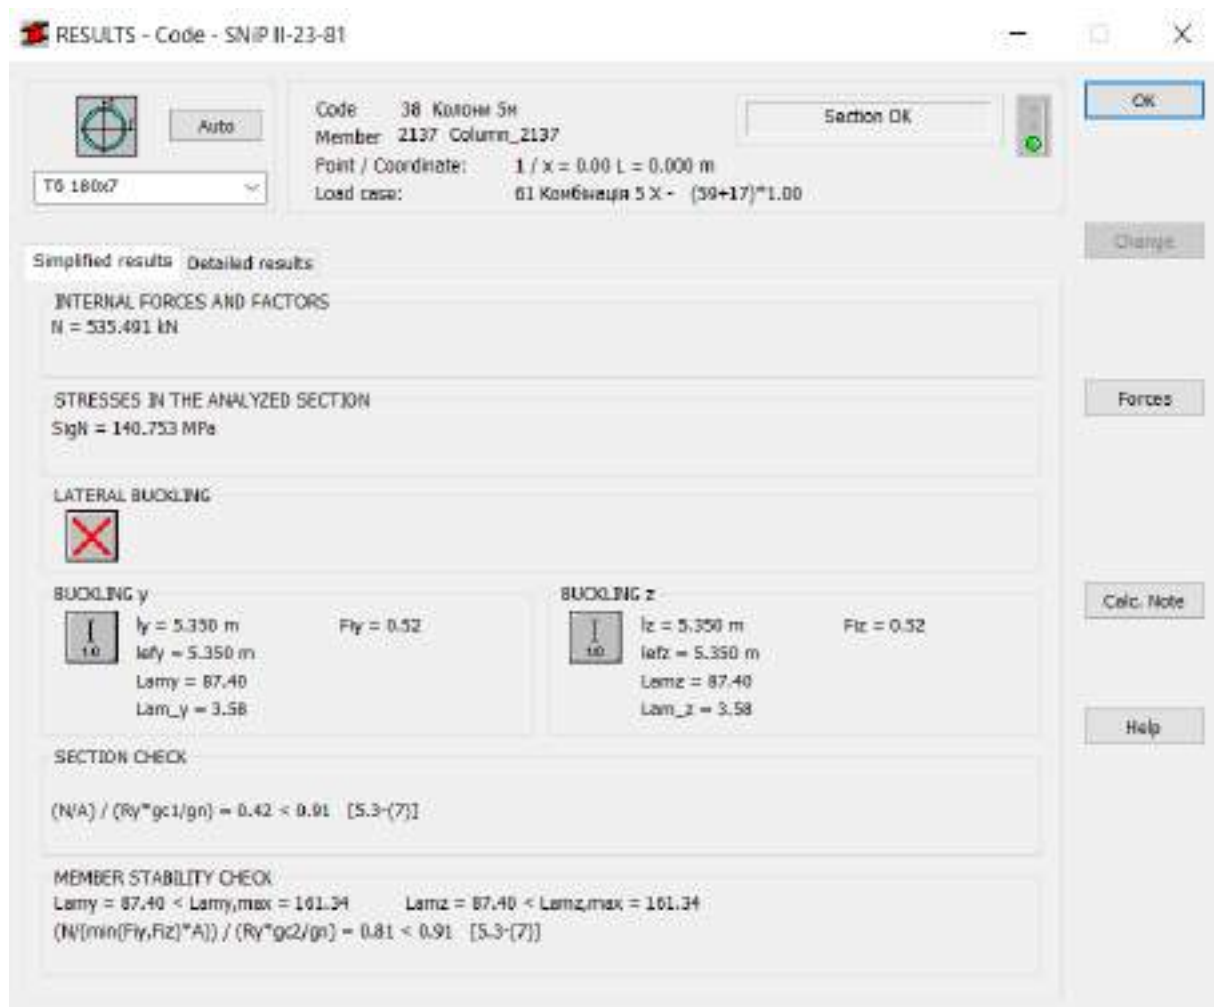 RESULTS - Code - SNiP II-23-81
Auto
Тб 180x7
Code 38 Колони 5м
Member 2137 Column_2137
Point / Coordinate: 1 / x = 0.00 L = 0.000 m
Load case: 61 Комбінація 5 X - (59+17)*1.00
Section OK
OK
Change
Forces
Calc. Note
Help
Simplified results Detailed results
INTERNAL FORCES AND FACTORS
N = 535.491 kN
STRESSES IN THE ANALYZED SECTION
SigN = 140.753 MPa
LATERAL BUCKLING
BUCKLING y
1.0
ly = 5.350 m
lefy = 5.350 m
Lamy = 87.40
Lam_y = 3.58
Fiy = 0.52
BUCKLING z
1.0
lz = 5.350 m
lefz = 5.350 m
Lamz = 87.40
Lam_z = 3.58
Fiz = 0.52
SECTION CHECK
(N/A) / (Ry*gc1/gn) = 0.42 < 0.91 [5.3-(7)]
MEMBER STABILITY CHECK
Lamy = 87.40 < Lamy,max = 161.34 Lamz = 87.40 < Lamz,max = 161.34
(N/(min(Fiy,Fiz)*A)) / (Ry*gc2/gn) = 0.81 < 0.91 [5.3-(7)]